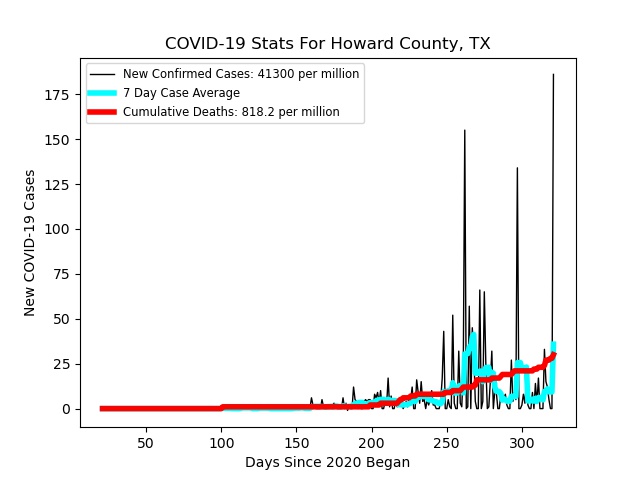 COVID-19 Stats For Howard County, TX
New Confirmed Cases: 41300 per million
7 Day Case Average
Cumulative Deaths: 818.2 per million
New COVID-19 Cases
175
150
125
100
75
50
25
0
50 100 150 200 250 300
Days Since 2020 Began